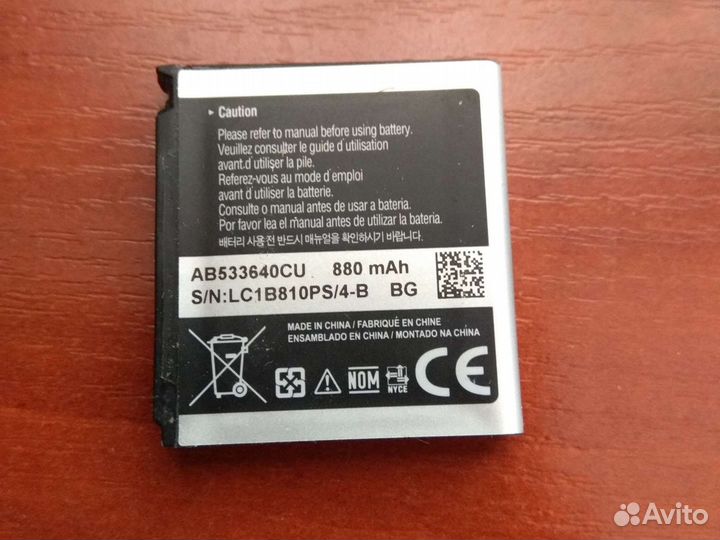 Caution
Please refer to manual before using battery.
Veuillez consulter le guide d'utilisation
avant d'utiliser la pile.
Referez-vous au mode d'emploi
avant d'utiliser la batterie.
Consulte o manual antes de usar a bateria.
Por favor lea el manual antes de utilizar la bateria.
배터리 사용 전 반드시 매뉴얼을 확인하시기 바랍니다.
AB533640CU 880 mAh
S/N:LC1B810PS/4-B BG
MADE IN CHINA / FABRIQUÉ EN CHINE
ENSAMBLADO EN CHINA / MONTADO NA CHINA
NOM
NYCE
CE
Avito